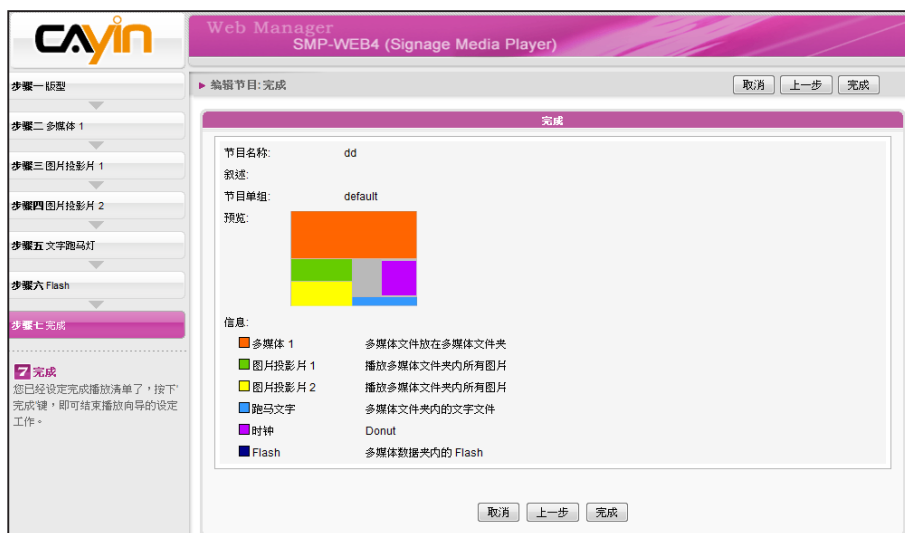 CAYIN
Web Manager
SMP-WEB4 (Signage Media Player)
步骤一 版型
步骤二 多媒体 1
步骤三 图片投影片 1
步骤四 图片投影片 2
步骤五 文字跑马灯
步骤六 Flash
步骤七 完成
7 完成
您已经设定完成播放清单了，按下'
完成'键，即可结束播放向导的设定
工作。
编辑节目:完成
取消 上一步 完成
完成
节目名称: dd
叙述:
节目单组: default
预览:
信息:
多媒体 1 多媒体文件放在多媒体文件夹
图片投影片 1 播放多媒体文件夹内所有图片
图片投影片 2 播放多媒体文件夹内所有图片
跑马文字 多媒体文件夹内的文字文件
时钟 Donut
Flash 多媒体数据夹内的 Flash
取消 上一步 完成